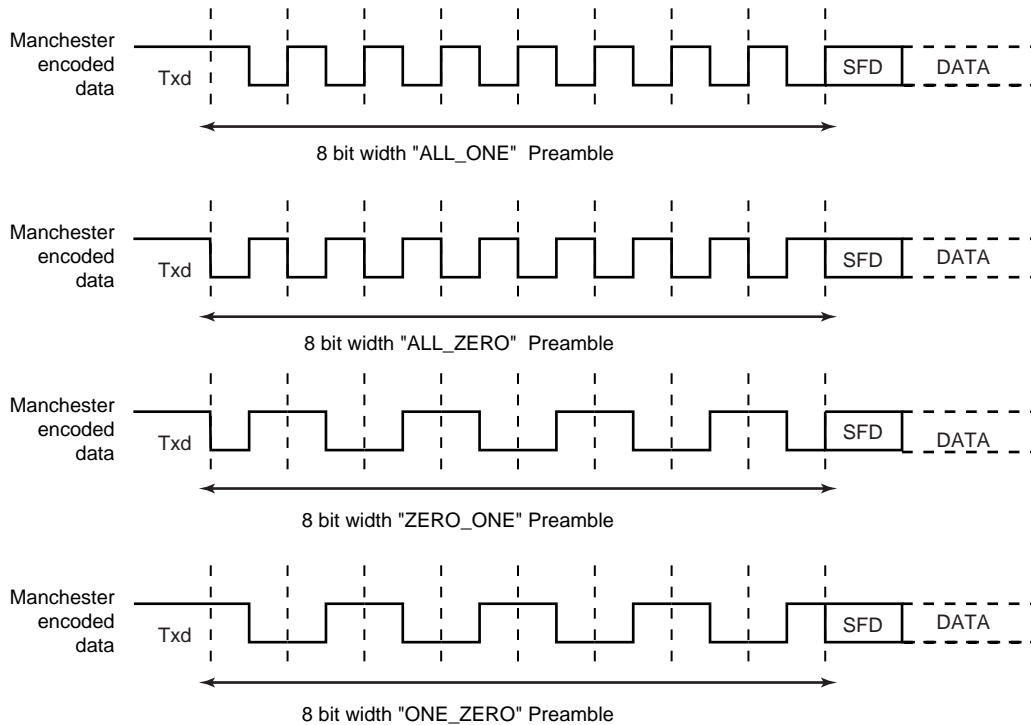 Manchester
encoded
data
Txd
SFD
DATA
8 bit width "ALL_ONE" Preamble
Manchester
encoded
data
Txd
SFD
DATA
8 bit width "ALL_ZERO" Preamble
Manchester
encoded
data
Txd
SFD
DATA
8 bit width "ZERO_ONE" Preamble
Manchester
encoded
data
Txd
SFD
DATA
8 bit width "ONE_ZERO" Preamble